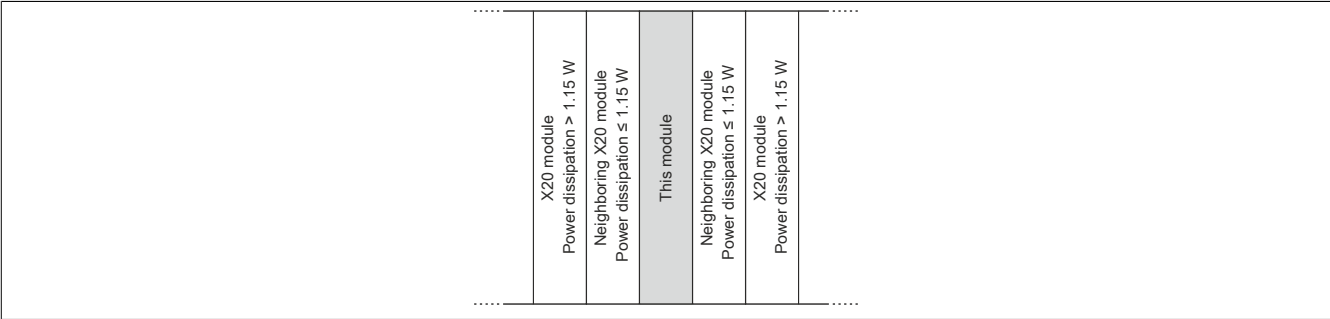 X20 module
Power dissipation > 1.15 W
Neighboring X20 module
Power dissipation ≤ 1.15 W
This module
Neighboring X20 module
Power dissipation ≤ 1.15 W
X20 module
Power dissipation > 1.15 W